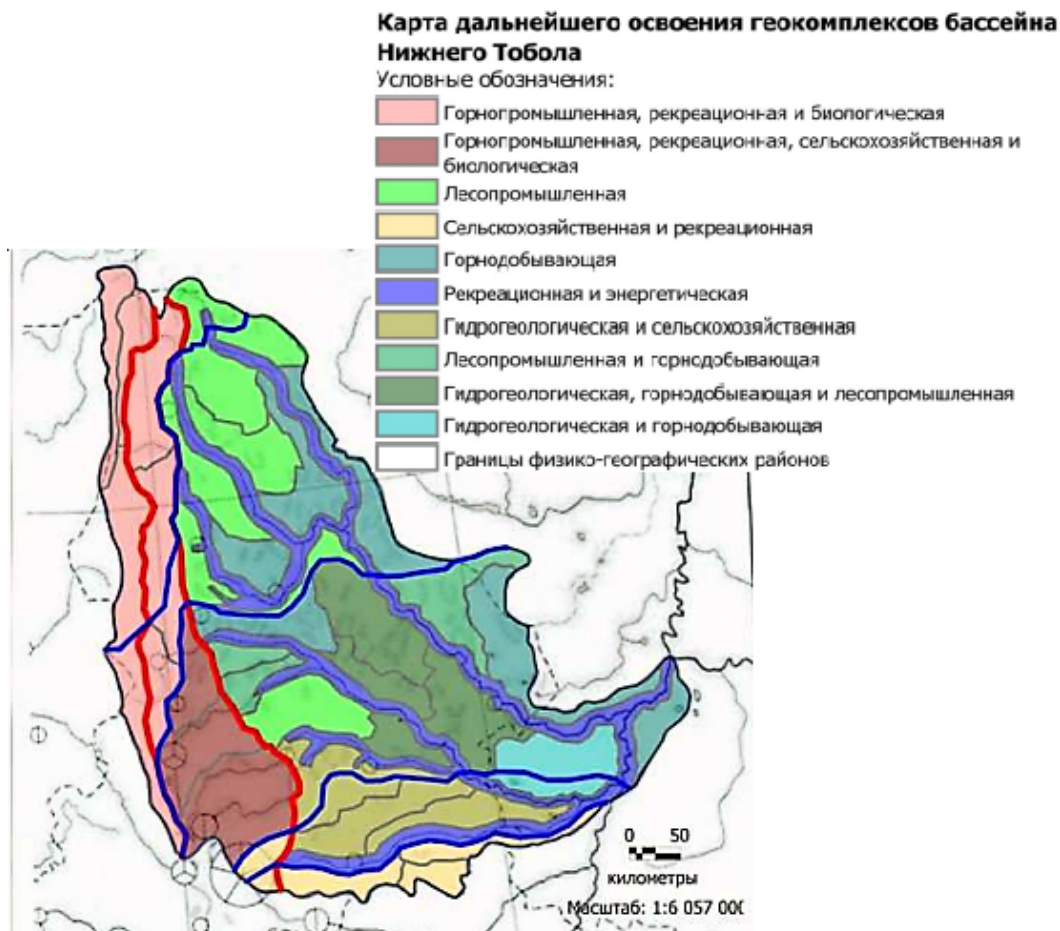 Карта дальнейшего освоения геокомплексов бассейна
Нижнего Тобола
Условные обозначения:
Горнопромышленная, рекреационная и биологическая
Горнопромышленная, рекреационная, сельскохозяйственная и
биологическая
Лесопромышленная
Сельскохозяйственная и рекреационная
Горнодобывающая
Рекреационная и энергетическая
Гидрогеологическая и сельскохозяйственная
Лесопромышленная и горнодобывающая
Гидрогеологическая, горнодобывающая и лесопромышленная
Гидрогеологическая и горнодобывающая
Границы физико-географических районов
0 50
километры
Масштаб: 1:6 057 000